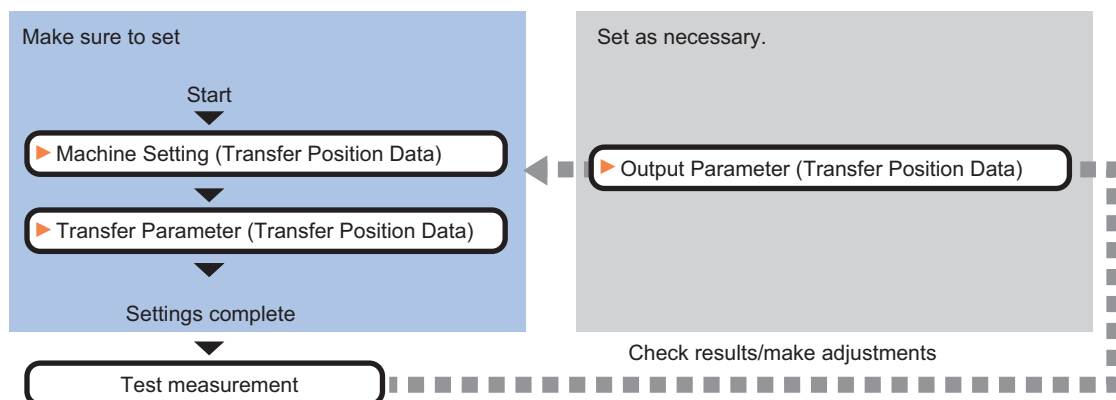 Make sure to set
Start
Machine Setting (Transfer Position Data)
Transfer Parameter (Transfer Position Data)
Settings complete
Test measurement
Set as necessary.
Output Parameter (Transfer Position Data)
Check results/make adjustments